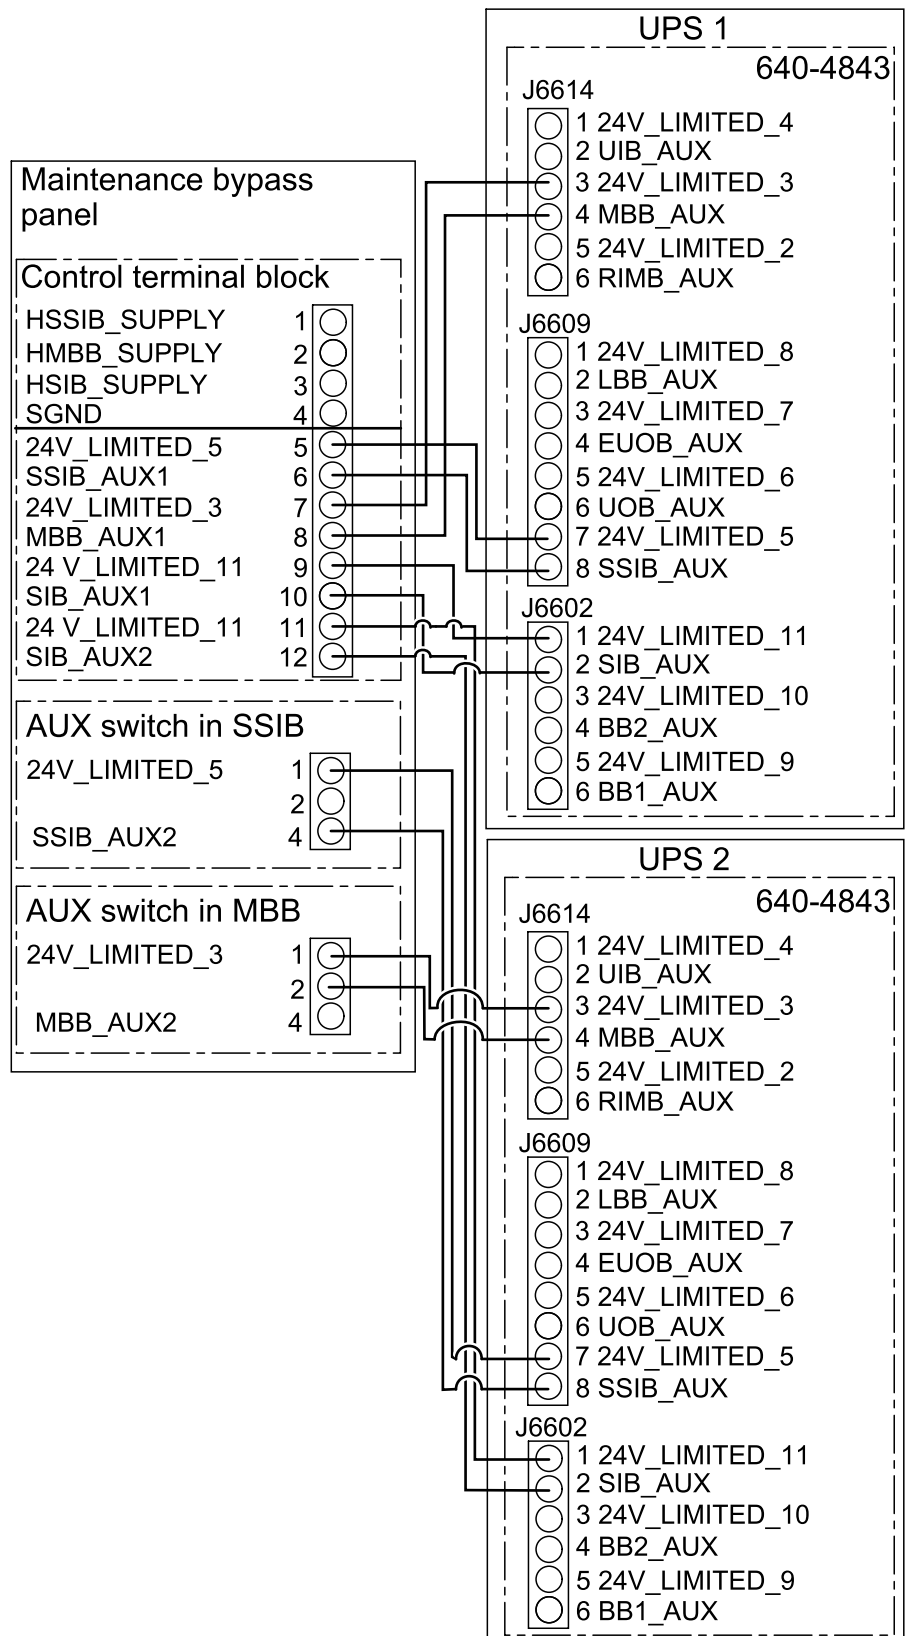 UPS 1
640-4843
J6614
1 24V_LIMITED_4
2 UIB_AUX
3 24V_LIMITED_3
4 MBB_AUX
5 24V_LIMITED_2
6 RIMB_AUX
J6609
1 24V_LIMITED_8
2 LBB_AUX
3 24V_LIMITED_7
4 EUOB_AUX
5 24V_LIMITED_6
6 UOB_AUX
7 24V_LIMITED_5
8 SSIB_AUX
J6602
1 24V_LIMITED_11
2 SIB_AUX
3 24V_LIMITED_10
4 BB2_AUX
5 24V_LIMITED_9
6 BB1_AUX
Maintenance bypass
panel
Control terminal block
HSSIB_SUPPLY 1
HMBB_SUPPLY 2
HSIB_SUPPLY 3
SGND 4
24V_LIMITED_5 5
SSIB_AUX1 6
24V_LIMITED_3 7
MBB_AUX1 8
24 V_LIMITED_11 9
SIB_AUX1 10
24 V_LIMITED_11 11
SIB_AUX2 12
AUX switch in SSIB
24V_LIMITED_5 1
2
SSIB_AUX2 4
AUX switch in MBB
24V_LIMITED_3 1
2
MBB_AUX2 4
UPS 2
640-4843
J6614
1 24V_LIMITED_4
2 UIB_AUX
3 24V_LIMITED_3
4 MBB_AUX
5 24V_LIMITED_2
6 RIMB_AUX
J6609
1 24V_LIMITED_8
2 LBB_AUX
3 24V_LIMITED_7
4 EUOB_AUX
5 24V_LIMITED_6
6 UOB_AUX
7 24V_LIMITED_5
8 SSIB_AUX
J6602
1 24V_LIMITED_11
2 SIB_AUX
3 24V_LIMITED_10
4 BB2_AUX
5 24V_LIMITED_9
6 BB1_AUX